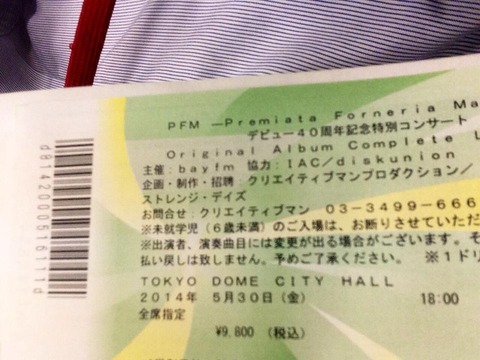 PFM —Premiata Forneria Ma
デビュー40周年記念特別コンサート
Original Album Complete L
主催：bayfm 協力：IAC/diskunion
企画・制作・招聘：クリエイティブマンプロダクション／
ストレンジ・デイズ
お問合せ：クリエイティブマン 03-3499-666
※未就学児（6歳未満）のご入場は、お断りさせていただ
※出演者、演奏曲目には変更が出る場合がございます。そ
払い戻しは致しません。予めご了承ください。 ※1ドリ
TOKYO DOME CITY HALL
2014年 5月30日(金) 18:00
全席指定
¥9,800 (税込)
d8142000516111d